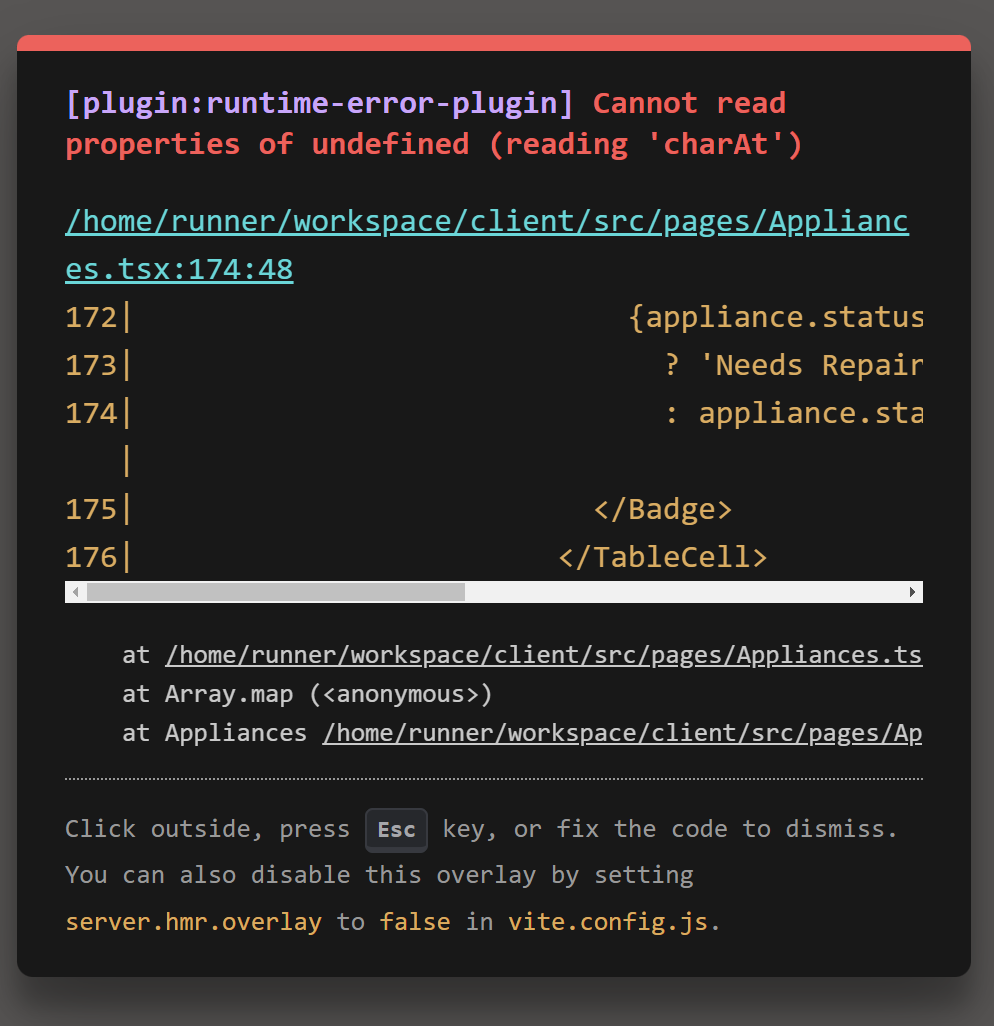 [plugin:runtime-error-plugin] Cannot read
properties of undefined (reading 'charAt')
/home/runner/workspace/client/src/pages/Applianc
es.tsx:174:48
172| {appliance.status
173| ? 'Needs Repair
174| : appliance.sta
|
175| </Badge>
176| </TableCell>
at /home/runner/workspace/client/src/pages/Appliances.ts
at Array.map (<anonymous>)
at Appliances /home/runner/workspace/client/src/pages/Ap
Click outside, press Esc key, or fix the code to dismiss.
You can also disable this overlay by setting
server.hmr.overlay to false in vite.config.js.